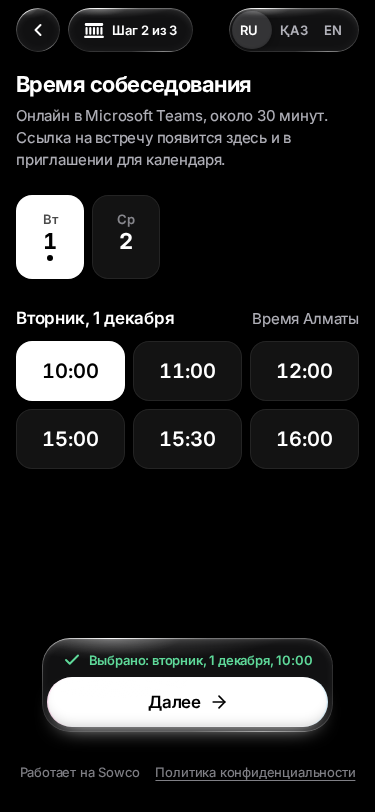 Шаг 2 из 3
RU ҚАЗ EN
Время собеседования
Онлайн в Microsoft Teams, около 30 минут.
Ссылка на встречу появится здесь и в
приглашении для календаря.
Вт Ср
1 2
Вторник, 1 декабря Время Алматы
10:00 11:00 12:00
15:00 15:30 16:00
Выбрано: вторник, 1 декабря, 10:00
Далее
Работает на Sowco Политика конфиденциальности